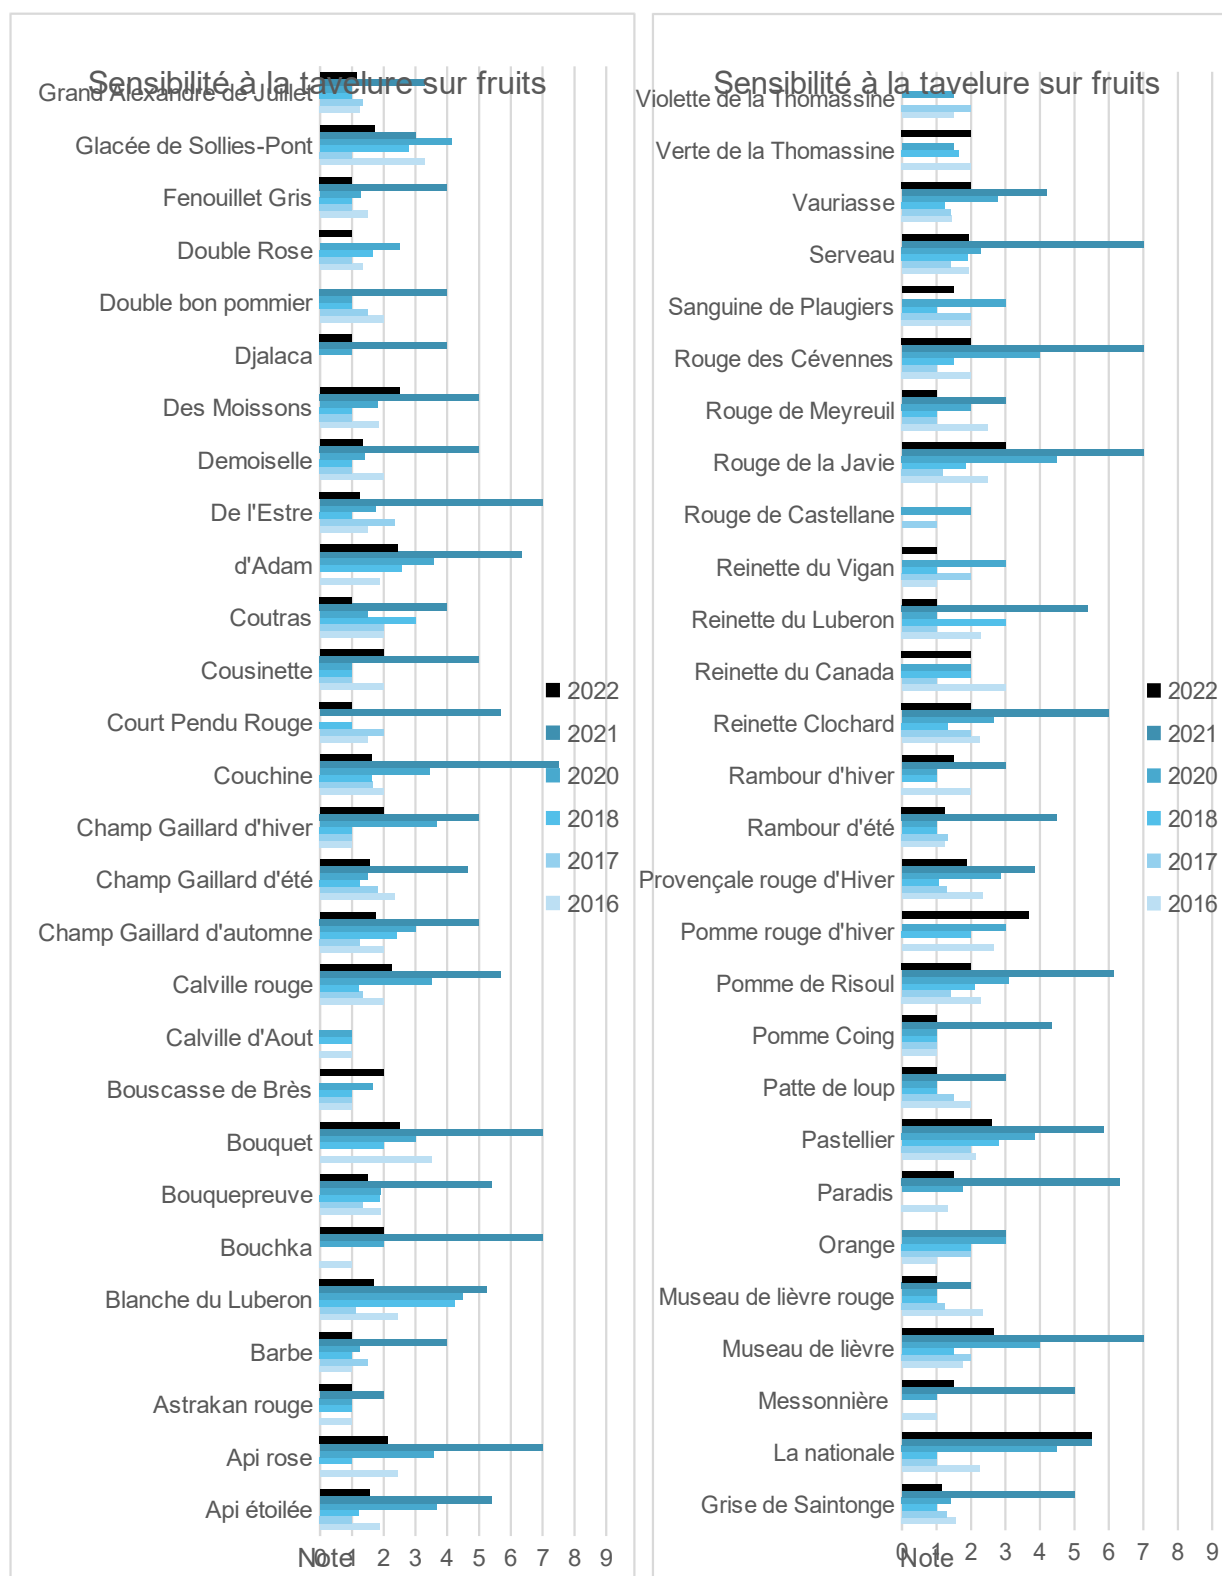 Sensibilité à la tavelure sur fruits
Grand Alexandre de Juillet
Glacée de Sollies-Pont
Fenouillet Gris
Double Rose
Double bon pommier
Djalaca
Des Moissons
Demoiselle
De l'Estre
d'Adam
Coutras
Cousinette
Court Pendu Rouge
Couchine
Champ Gaillard d'hiver
Champ Gaillard d'été
Champ Gaillard d'automne
Calville rouge
Calville d'Aout
Bouscasse de Brès
Bouquet
Bouquepreuve
Bouchka
Blanche du Luberon
Barbe
Astrakan rouge
Api rose
Api étoilée
2022
2021
2020
2018
2017
2016
0 1 2 3 4 5 6 7 8 9
Note
Sensibilité à la tavelure sur fruits
Violette de la Thomassine
Verte de la Thomassine
Vauriasse
Serveau
Sanguine de Plaugiers
Rouge des Cévennes
Rouge de Meyreuil
Rouge de la Javie
Rouge de Castellane
Reinette du Vigan
Reinette du Luberon
Reinette du Canada
Reinette Clochard
Rambour d'hiver
Rambour d'été
Provençale rouge d'Hiver
Pomme rouge d'hiver
Pomme de Risoul
Pomme Coing
Patte de loup
Pastellier
Paradis
Orange
Museau de lièvre rouge
Museau de lièvre
Messonnière
La nationale
Grise de Saintonge
2022
2021
2020
2018
2017
2016
0 1 2 3 4 5 6 7 8 9
Note